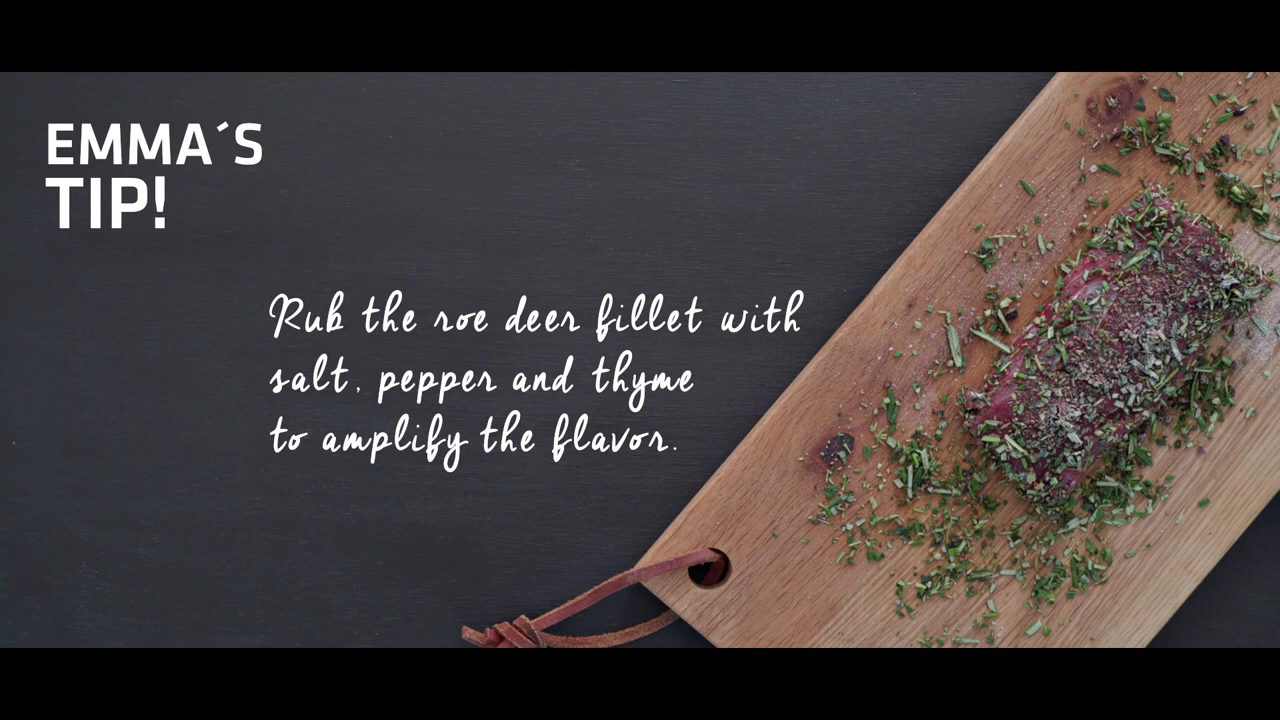 EMMA´S
TIP!
Rub the roe deer fillet with
salt, pepper and thyme
to amplify the flavor.